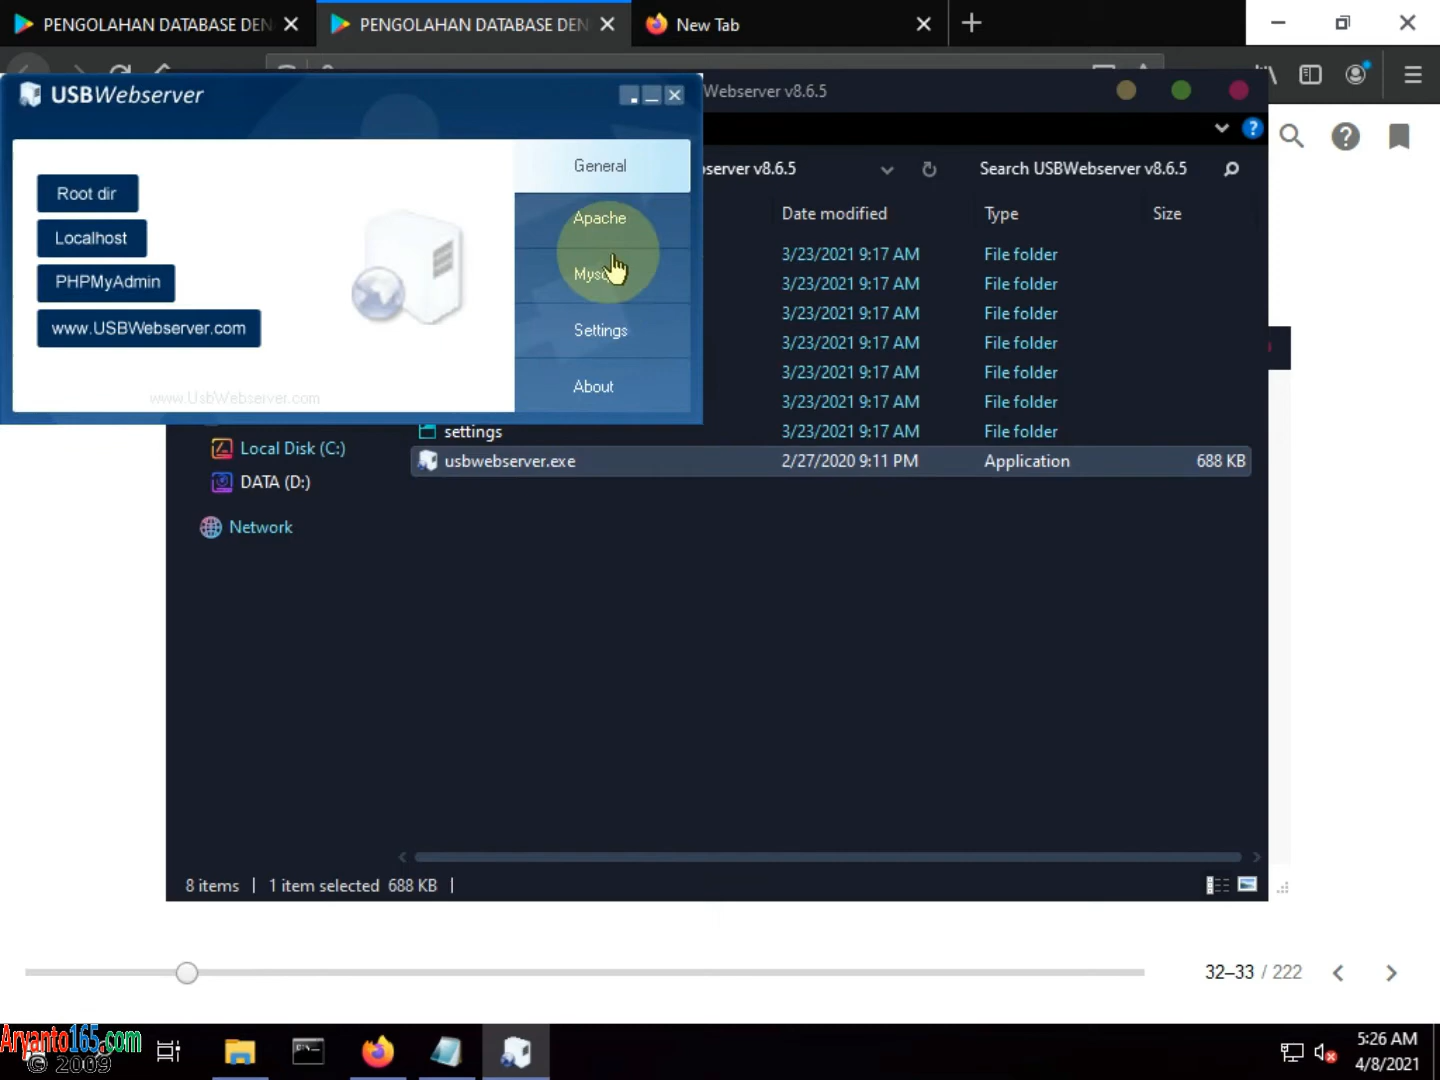 PENGOLAHAN DATABASE DEN
PENGOLAHAN DATABASE DEN
New Tab
USBWebserver
Webserver v8.6.5
Root dir
Localhost
PHPMyAdmin
www.USBWebserver.com
www.UsbWebserver.com
General
Apache
Settings
About
server v8.6.5
Search USBWebserver v8.6.5
Date modified
Type
Size
3/23/2021 9:17 AM
File folder
3/23/2021 9:17 AM
File folder
3/23/2021 9:17 AM
File folder
3/23/2021 9:17 AM
File folder
3/23/2021 9:17 AM
File folder
3/23/2021 9:17 AM
File folder
settings
3/23/2021 9:17 AM
File folder
usbwebserver.exe
2/27/2020 9:11 PM
Application
688 KB
Local Disk (C:)
DATA (D:)
Network
8 items
1 item selected 688 KB
32–33 / 222
Aryanto165.com
© 2009
5:26 AM
4/8/2021